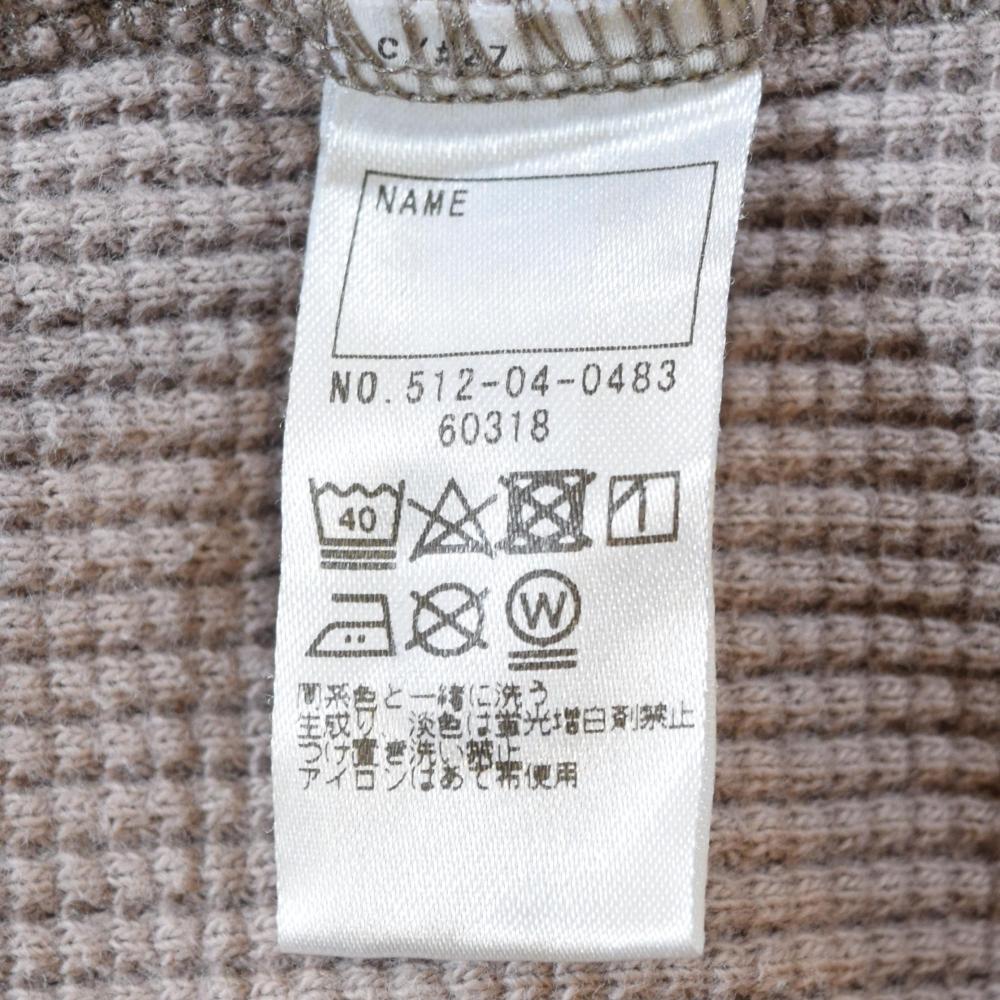 NAME
NO. 512-04-0483
60318
40
W
同系色と一緒に洗う
生成り、淡色は蛍光増白剤禁止
つけ置き洗い禁止
アイロンはあて布使用